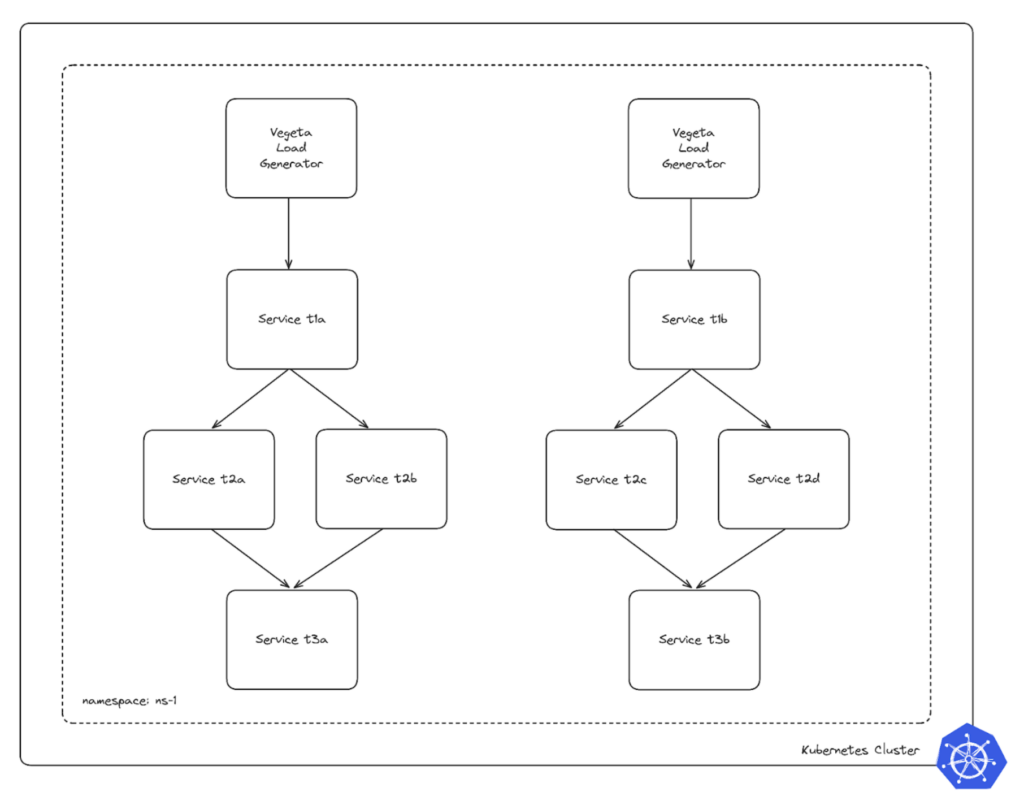 Vegeta
Load
Generator
Vegeta
Load
Generator
Service t1a
Service t1b
Service t2a
Service t2b
Service t2c
Service t2d
Service t3a
Service t3b
namespace: ns-1
Kubernetes Cluster